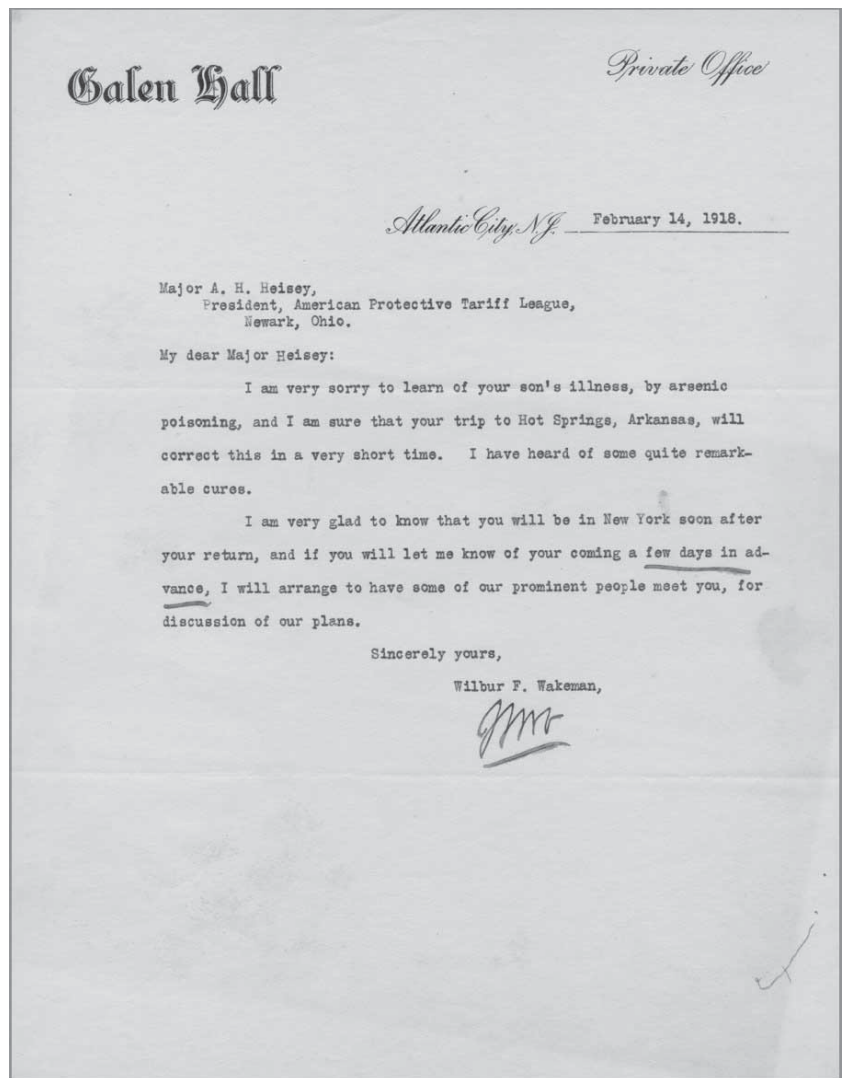 Galen Hall
Private Office
Atlantic City, N.J. February 14, 1918.
Major A. H. Heisey,
President, American Protective Tariff League,
Newark, Ohio.
My dear Major Heisey:
I am very sorry to learn of your son's illness, by arsenic
poisoning, and I am sure that your trip to Hot Springs, Arkansas, will
correct this in a very short time. I have heard of some quite remark-
able cures.
I am very glad to know that you will be in New York soon after
your return, and if you will let me know of your coming a few days in ad-
vance, I will arrange to have some of our prominent people meet you, for
discussion of our plans.
Sincerely yours,
Wilbur F. Wakeman,